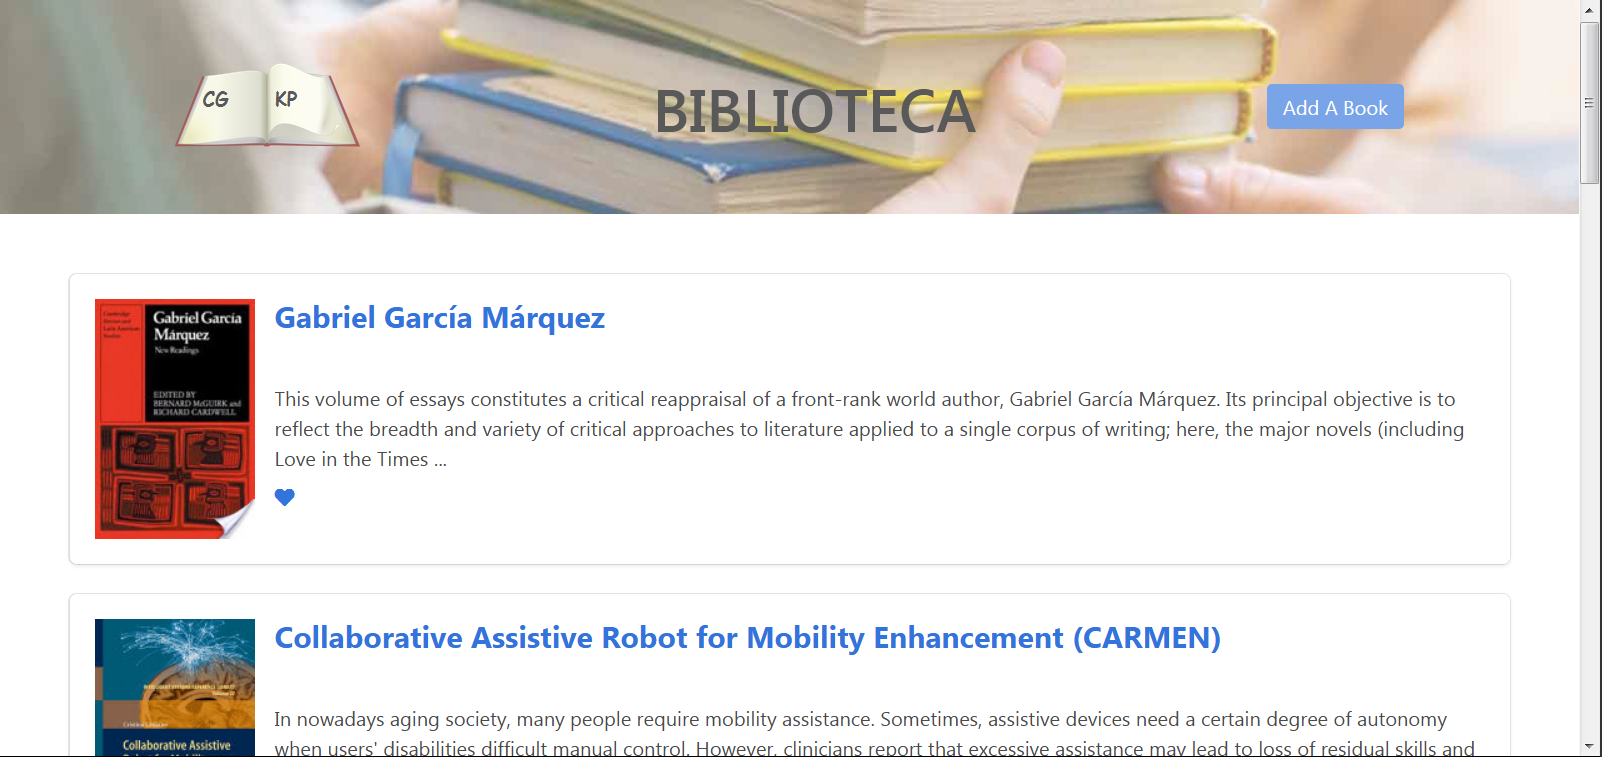 CG KP
BIBLIOTECA
Add A Book
Gabriel García
Márquez
New Readings
EDITED BY
BERNARD McGUIRK and
RICHARD CARDWELL
Gabriel García Márquez
This volume of essays constitutes a critical reappraisal of a front-rank world author, Gabriel García Márquez. Its principal objective is to
reflect the breadth and variety of critical approaches to literature applied to a single corpus of writing; here, the major novels (including
Love in the Times ...
Collaborative Assistive
Collaborative Assistive Robot for Mobility Enhancement (CARMEN)
In nowadays aging society, many people require mobility assistance. Sometimes, assistive devices need a certain degree of autonomy
when users' disabilities difficult manual control. However, clinicians report that excessive assistance may lead to loss of residual skills and